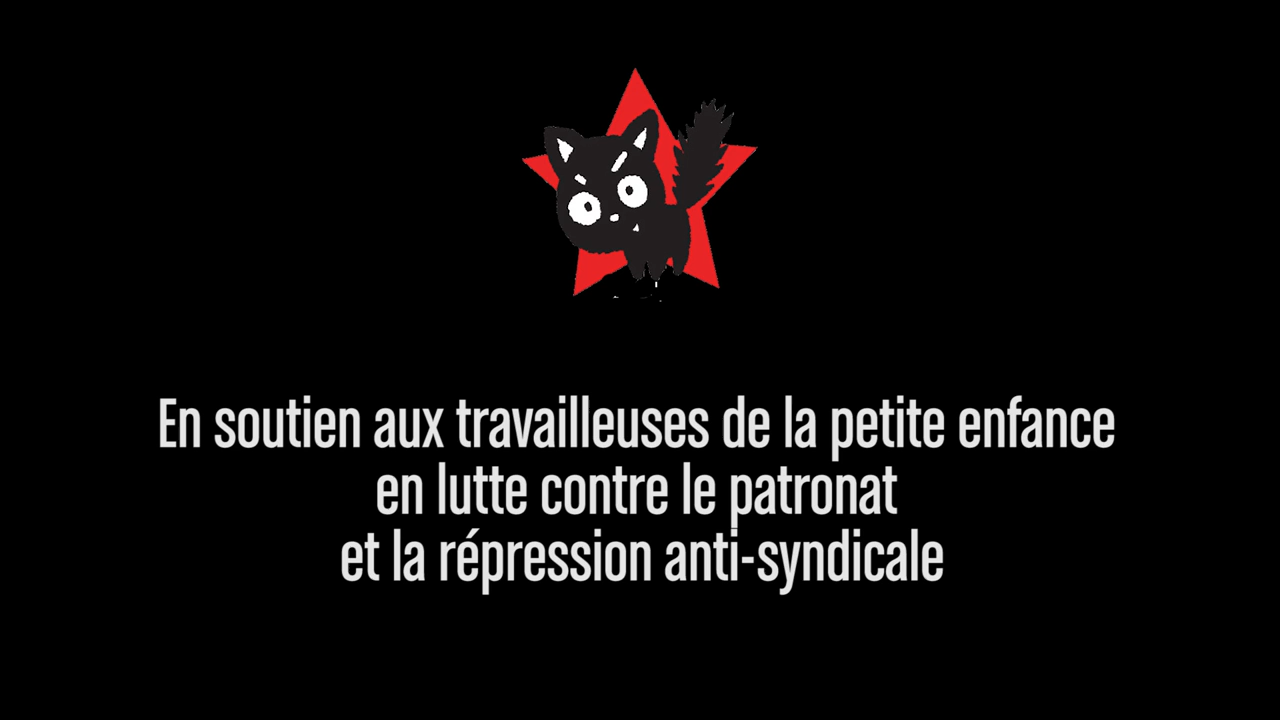 En soutien aux travailleuses de la petite enfance
en lutte contre le patronat
et la répression anti-syndicale